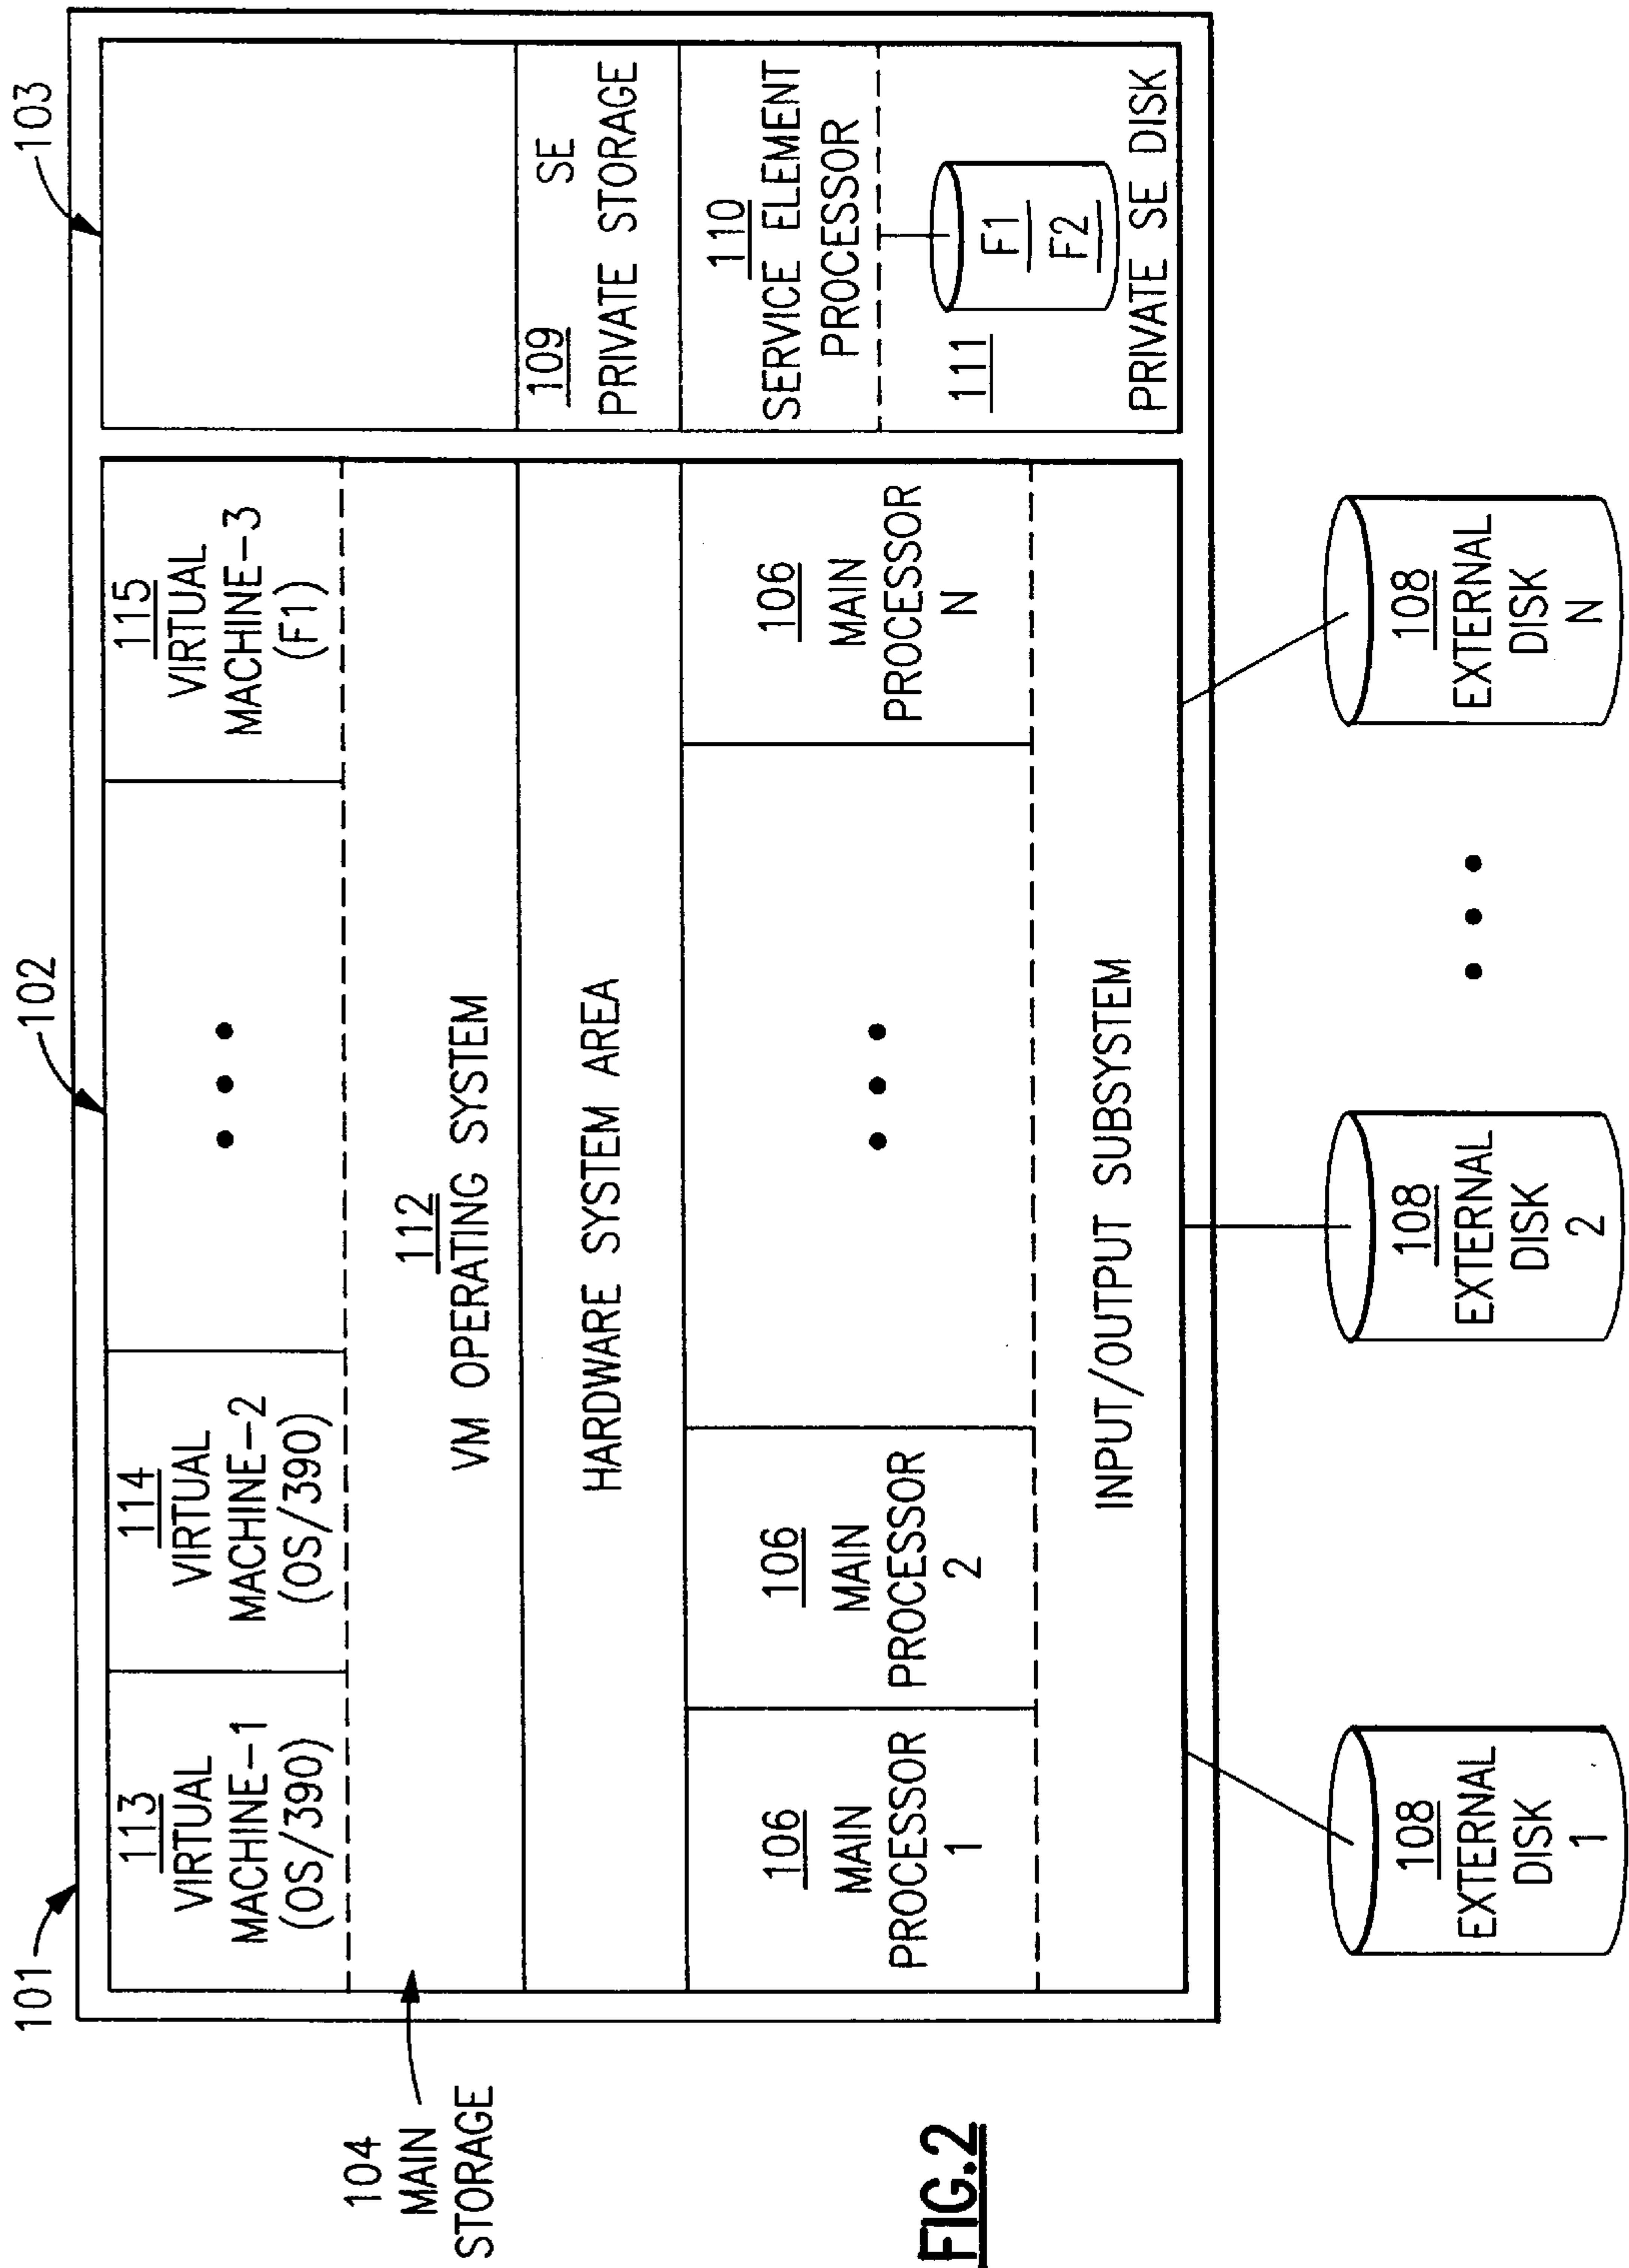 101
102
103
113
VIRTUAL
MACHINE-1
(OS/390)
114
VIRTUAL
MACHINE-2
(OS/390)
115
VIRTUAL
MACHINE-3
(F1)
104
MAIN
STORAGE
112
VM OPERATING SYSTEM
HARDWARE SYSTEM AREA
109
SE
PRIVATE STORAGE
106
MAIN
PROCESSOR
1
106
MAIN
PROCESSOR
2
106
MAIN
PROCESSOR
N
110
SERVICE ELEMENT
PROCESSOR
111
F1
F2
PRIVATE SE DISK
INPUT/OUTPUT SUBSYSTEM
108
EXTERNAL
DISK
1
108
EXTERNAL
DISK
2
108
EXTERNAL
DISK
N
FIG.2